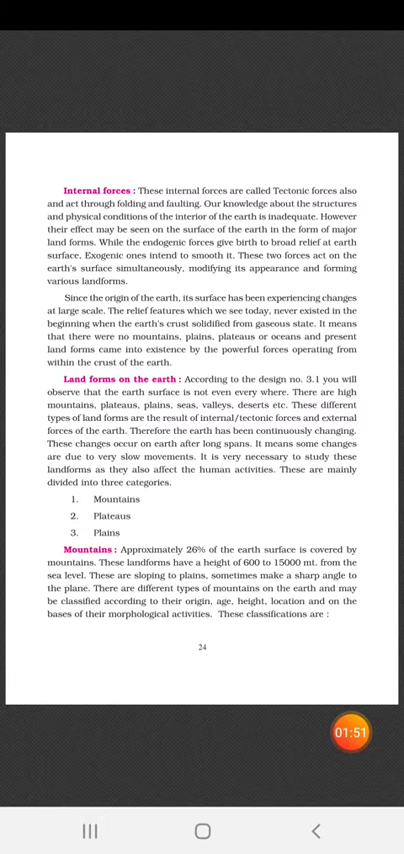 Internal forces : These internal forces are called Tectonic forces also
and act through folding and faulting. Our knowledge about the structures
and physical conditions of the interior of the earth is inadequate. However
their effect may be seen on the surface of the earth in the form of major
land forms. While the endogenic forces give birth to broad relief at earth
surface, Exogenic ones intend to smooth it. These two forces act on the
earth's surface simultaneously, modifying its appearance and forming
various landforms.
Since the origin of the earth, its surface has been experiencing changes
at large scale. The relief features which we see today, never existed in the
beginning when the earth's crust solidified from gaseous state. It means
that there were no mountains, plains, plateaus or oceans and present
land forms came into existence by the powerful forces operating from
within the crust of the earth.
Land forms on the earth : According to the design no. 3.1 you will
observe that the earth surface is not even every where. There are high
mountains, plateaus, plains, seas, valleys, deserts etc. These different
types of land forms are the result of internal/tectonic forces and external
forces of the earth. Therefore the earth has been continuously changing.
These changes occur on earth after long spans. It means some changes
are due to very slow movements. It is very necessary to study these
landforms as they also affect the human activities. These are mainly
divided into three categories.
1. Mountains
2. Plateaus
3. Plains
Mountains : Approximately 26% of the earth surface is covered by
mountains. These landforms have a height of 600 to 15000 mt. from the
sea level. These are sloping to plains, sometimes make a sharp angle to
the plane. There are different types of mountains on the earth and may
be classified according to their origin, age, height, location and on the
bases of their morphological activities. These classifications are :
24
01:51